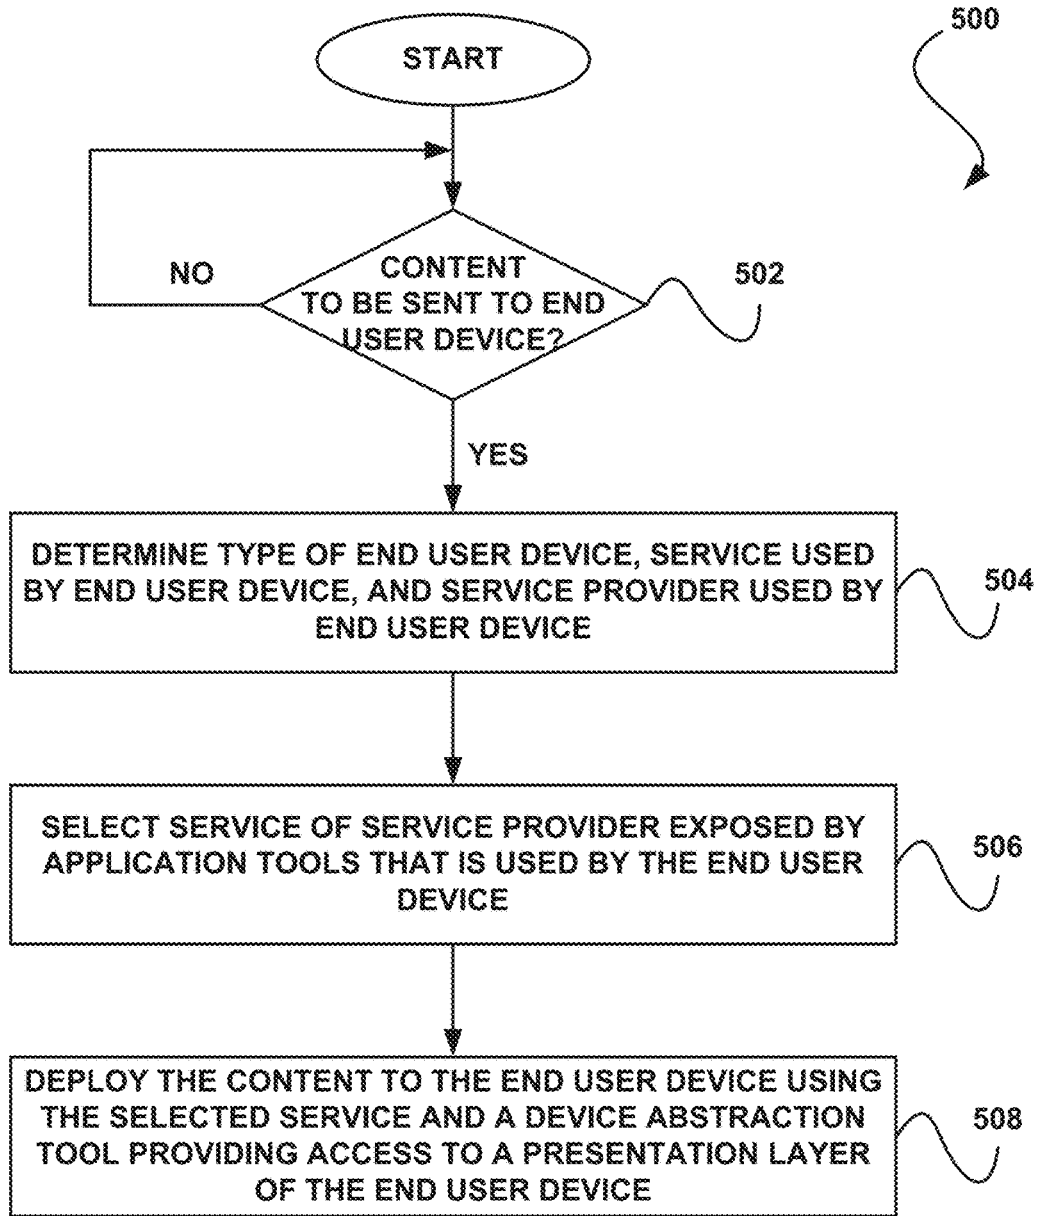 500
START
NO
CONTENT
TO BE SENT TO END
USER DEVICE?
502
YES
DETERMINE TYPE OF END USER DEVICE, SERVICE USED
BY END USER DEVICE, AND SERVICE PROVIDER USED BY
END USER DEVICE
504
SELECT SERVICE OF SERVICE PROVIDER EXPOSED BY
APPLICATION TOOLS THAT IS USED BY THE END USER
DEVICE
506
DEPLOY THE CONTENT TO THE END USER DEVICE USING
THE SELECTED SERVICE AND A DEVICE ABSTRACTION
TOOL PROVIDING ACCESS TO A PRESENTATION LAYER
OF THE END USER DEVICE
508